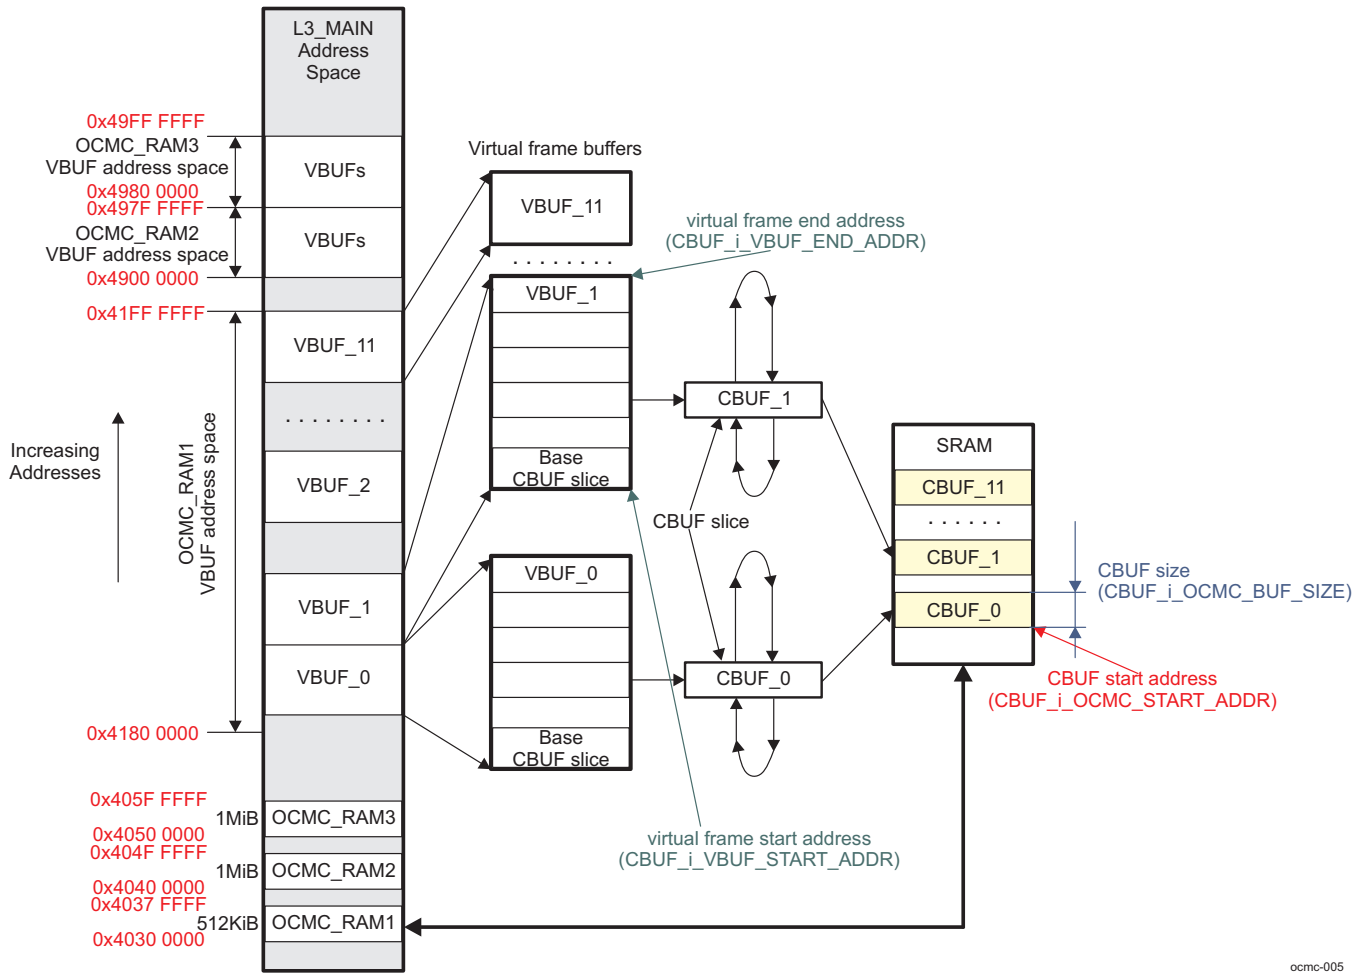 L3_MAIN
Address
Space
0x49FF FFFF
OCMC_RAM3
VBUF address space
0x4980 0000
0x497F FFFF
OCMC_RAM2
VBUF address space
0x4900 0000
0x41FF FFFF
VBUFs
VBUFs
VBUF_11
. . . . . . . .
VBUF_2
VBUF_1
VBUF_0
OCMC_RAM1
VBUF address space
Increasing
Addresses
0x4180 0000
0x405F FFFF
1MiB
OCMC_RAM3
0x4050 0000
0x404F FFFF
1MiB
OCMC_RAM2
0x4040 0000
0x4037 FFFF
512KiB
OCMC_RAM1
0x4030 0000
Virtual frame buffers
VBUF_11
. . . . . . . .
VBUF_1
Base
CBUF slice
VBUF_0
Base
CBUF slice
virtual frame end address
(CBUF_i_VBUF_END_ADDR)
CBUF_1
CBUF slice
CBUF_0
virtual frame start address
(CBUF_i_VBUF_START_ADDR)
SRAM
CBUF_11
. . . . . .
CBUF_1
CBUF_0
CBUF size
(CBUF_i_OCMC_BUF_SIZE)
CBUF start address
(CBUF_i_OCMC_START_ADDR)
ocmc-005